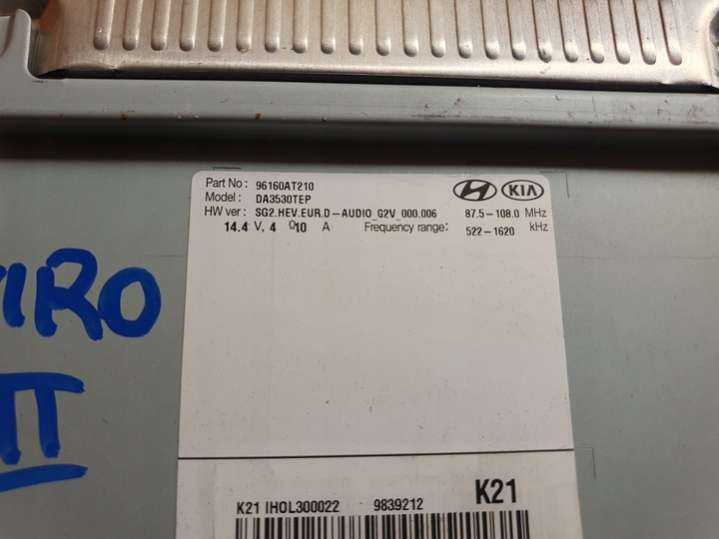 Part No : 96160AT210
Model : DA3530TEP
HW ver : SG2.HEV.EUR.D-AUDIO_G2V_000.006
KIA
87.5-108.0 MHz
14.4 V, 4 Ω 10 A Frequency range: 522-1620 kHz
IRO
II
K21
K21 IHOL300022 9839212